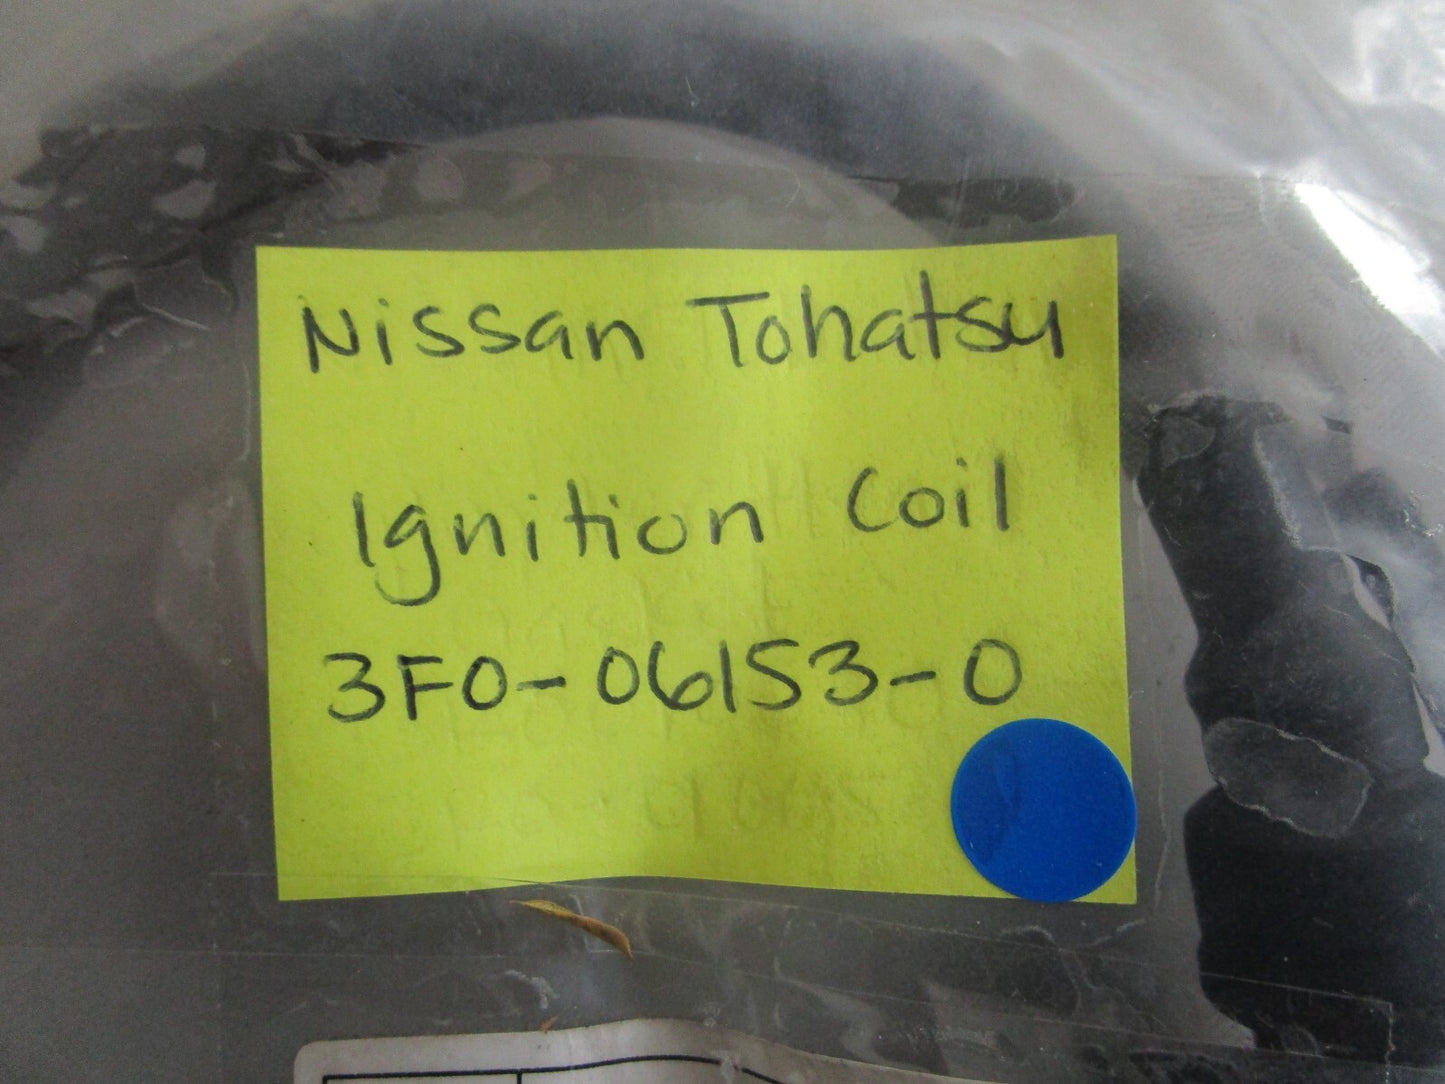 Nissan Tohatsu
Ignition Coil
3F0-06153-0